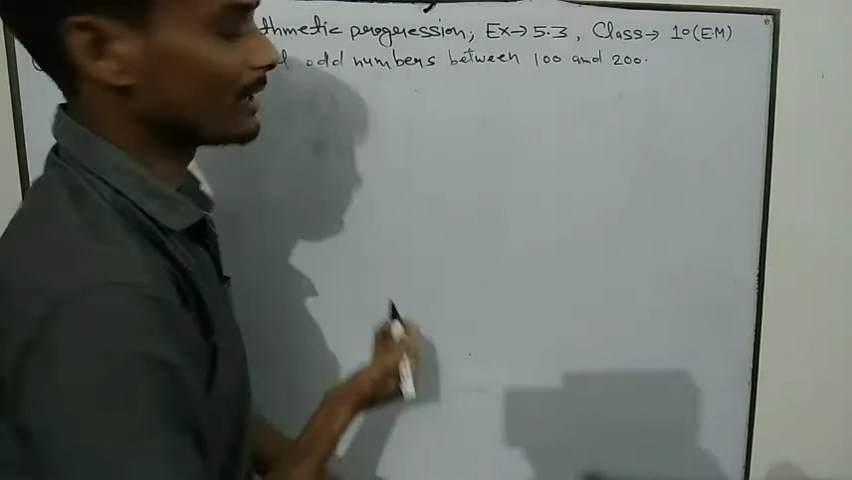 thmetic progression; Ex→5.3, Class→ 10(EM)
odd numbers between 100 and 200.